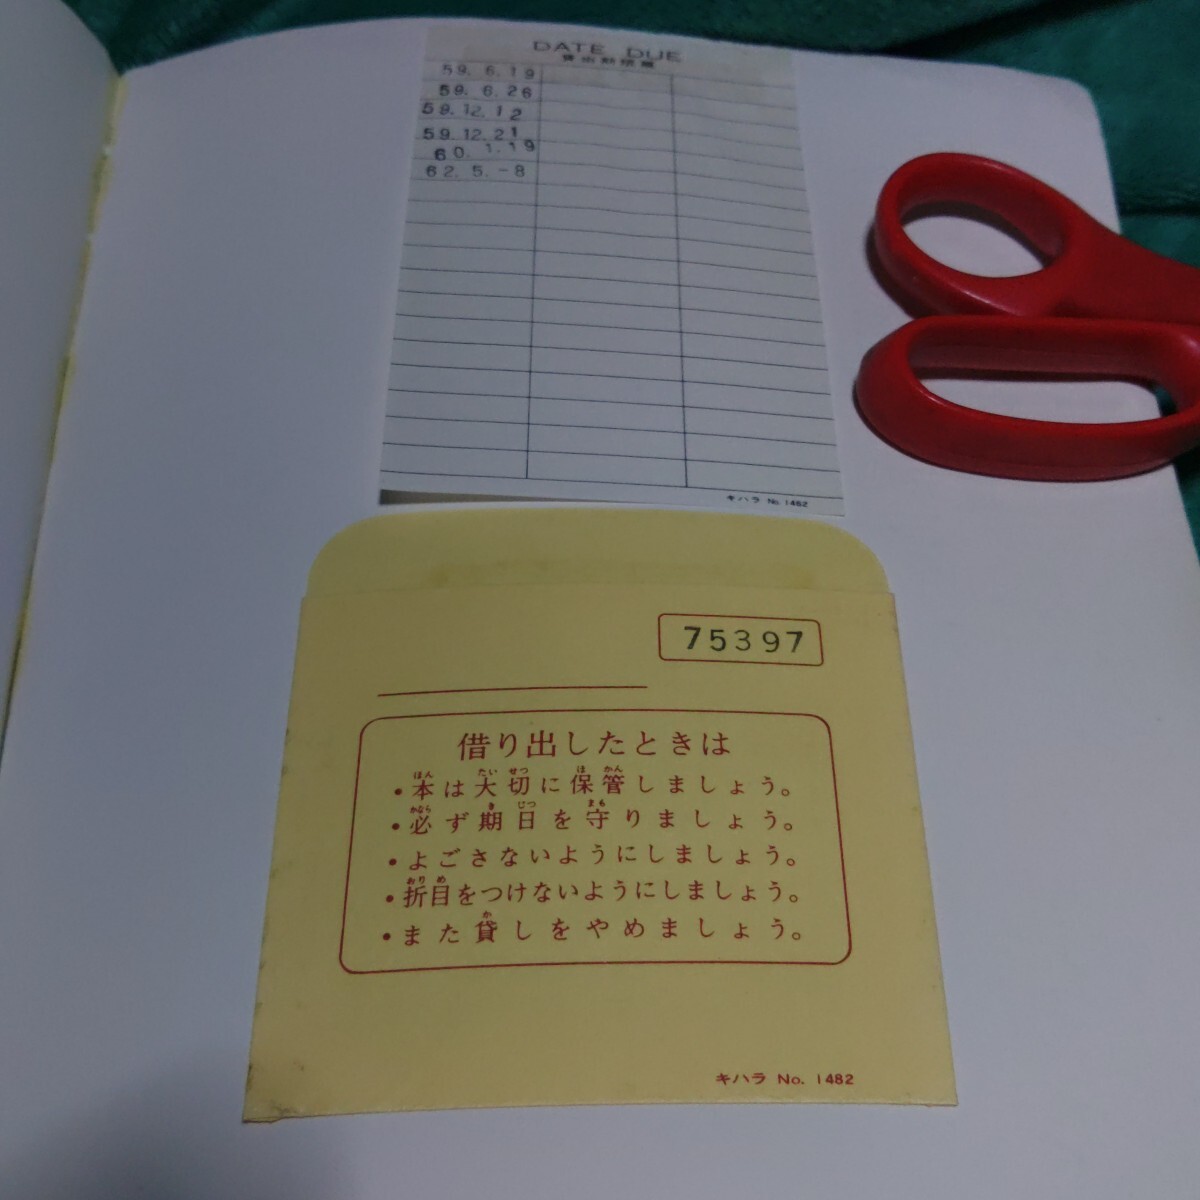 DATE DUE
貸出期限票
59. 6. 19
59. 6. 26
59. 12. 12
59. 12. 21
60. 1. 19
62. 5. -8
キハラ No. 1482
75397
借り出したときは
・本は大切に保管しましょう。
・必ず期日を守りましょう。
・よごさないようにしましょう。
・折目をつけないようにしましょう。
・また貸しをやめましょう。
キハラ No. 1482